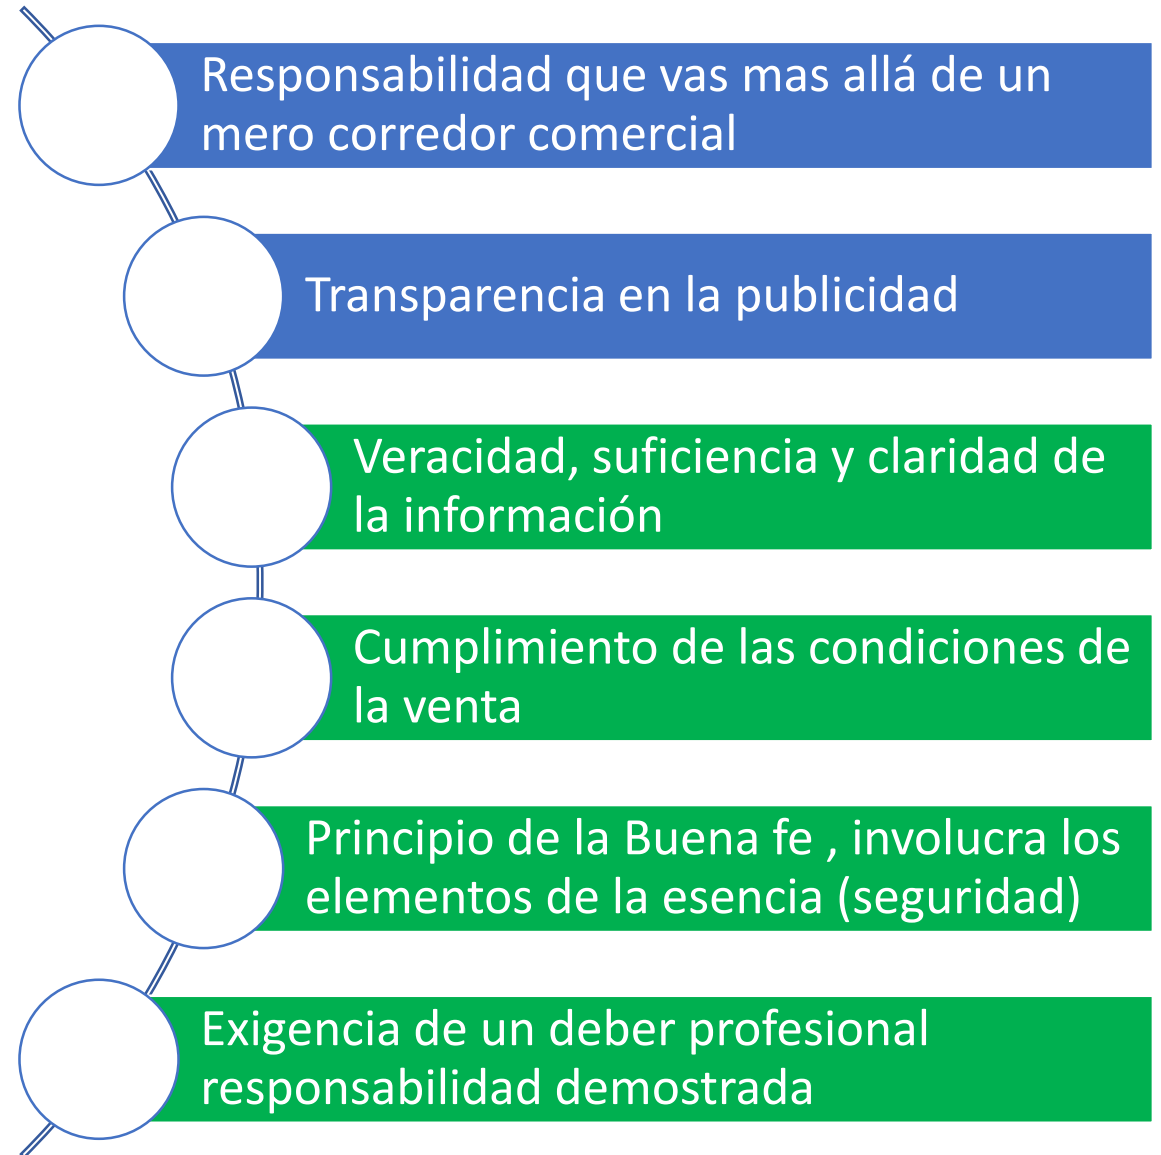 Responsabilidad que vas mas allá de un
mero corredor comercial
Transparencia en la publicidad
Veracidad, suficiencia y claridad de
la información
Cumplimiento de las condiciones de
la venta
Principio de la Buena fe , involucra los
elementos de la esencia (seguridad)
Exigencia de un deber profesional
responsabilidad demostrada